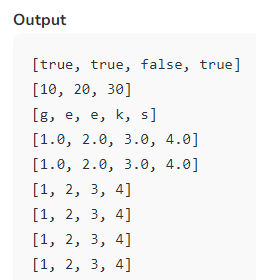 Output
[true, true, false, true]
[10, 20, 30]
[g, e, e, k, s]
[1.0, 2.0, 3.0, 4.0]
[1.0, 2.0, 3.0, 4.0]
[1, 2, 3, 4]
[1, 2, 3, 4]
[1, 2, 3, 4]
[1, 2, 3, 4]